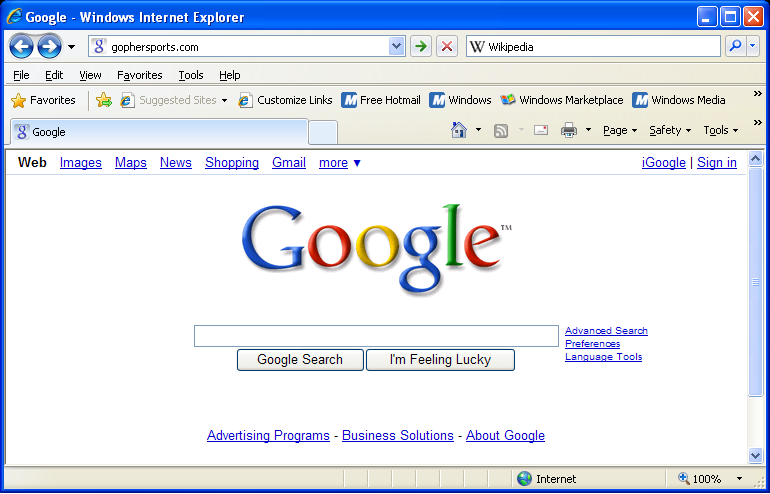 Google - Windows Internet Explorer
gophersports.com Wikipedia
File Edit View Favorites Tools Help
Favorites Suggested Sites Customize Links Free Hotmail Windows Windows Marketplace Windows Media
Google Page Safety Tools
Web Images Maps News Shopping Gmail more ▼ iGoogle | Sign in
Google™
Advanced Search
Preferences
Language Tools
Google Search I'm Feeling Lucky
Advertising Programs - Business Solutions - About Google
Internet 100%